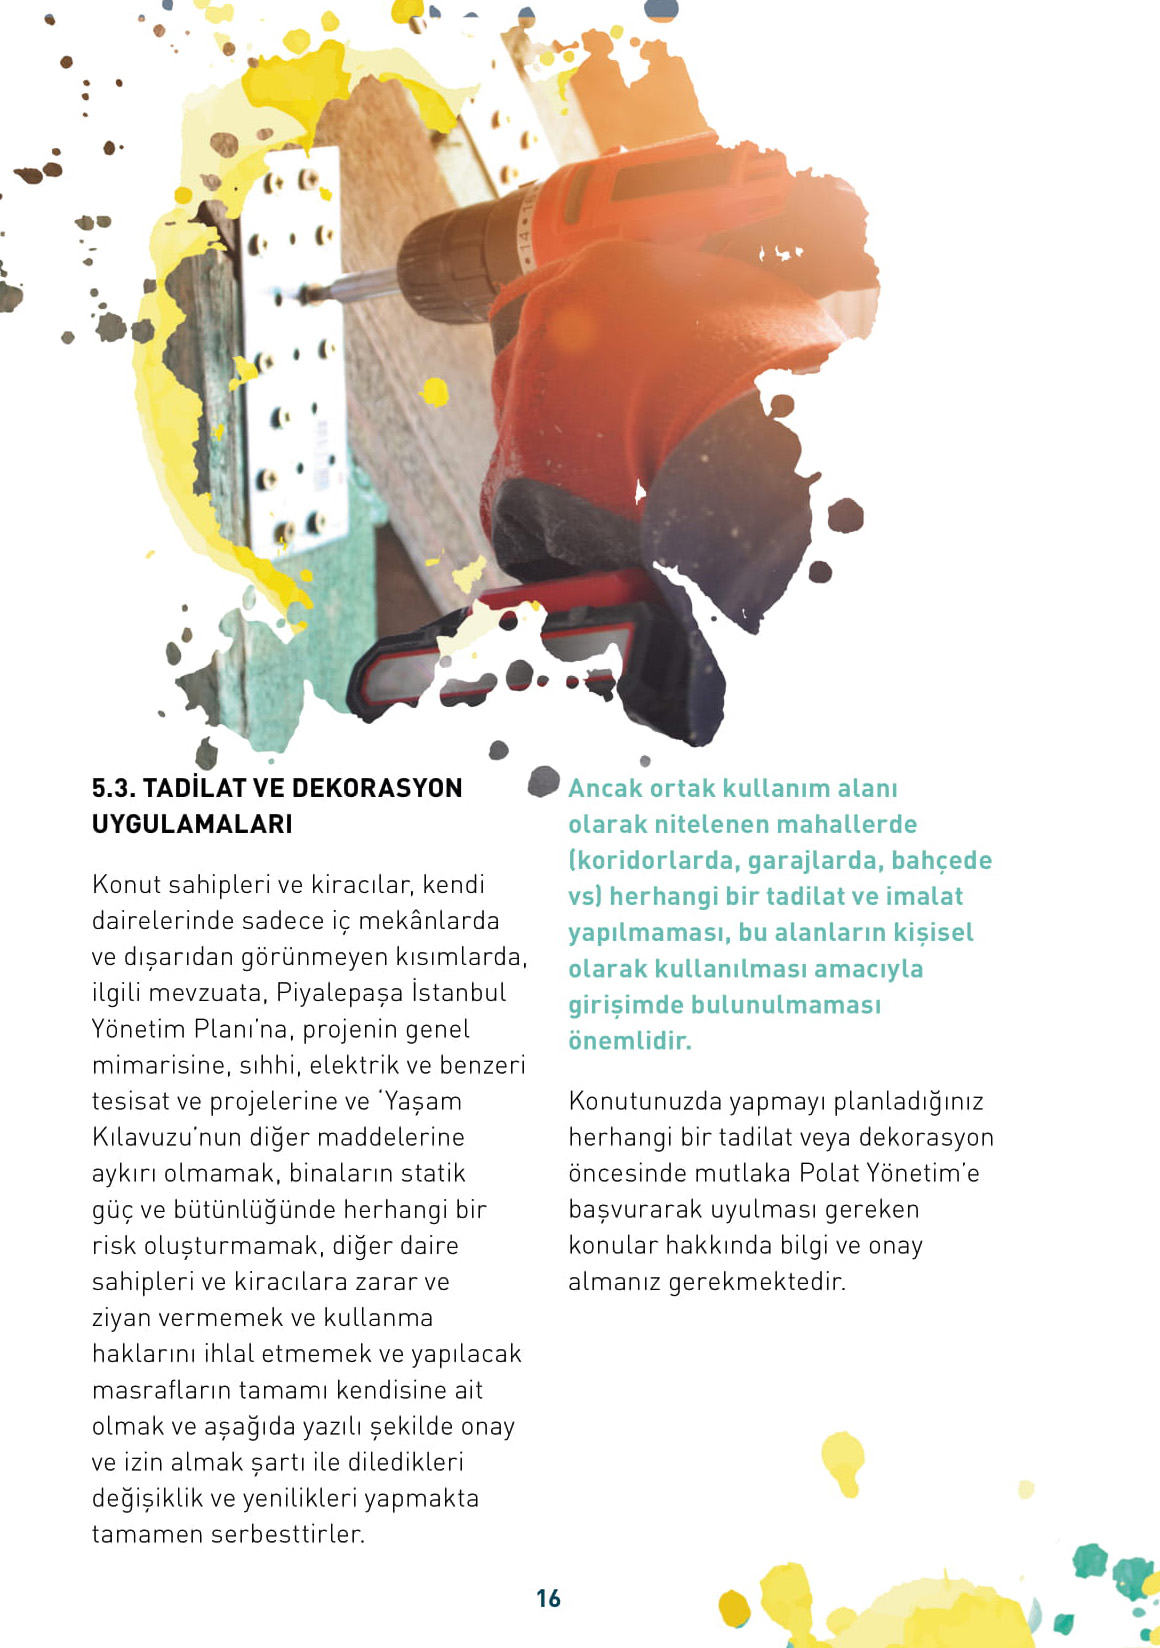 14 • 16
5.3. TADİLAT VE DEKORASYON
UYGULAMALARI
Konut sahipleri ve kiracılar, kendi
dairelerinde sadece iç mekânlarda
ve dışarıdan görünmeyen kısımlarda,
ilgili mevzuata, Piyalepaşa İstanbul
Yönetim Planı’na, projenin genel
mimarisine, sıhhi, elektrik ve benzeri
tesisat ve projelerine ve ‘Yaşam
Kılavuzu’nun diğer maddelerine
aykırı olmamak, binaların statik
güç ve bütünlüğünde herhangi bir
risk oluşturmamak, diğer daire
sahipleri ve kiracılara zarar ve
ziyan vermemek ve kullanma
haklarını ihlal etmemek ve yapılacak
masrafların tamamı kendisine ait
olmak ve aşağıda yazılı şekilde onay
ve izin almak şartı ile diledikleri
değişiklik ve yenilikleri yapmakta
tamamen serbesttirler.
Ancak ortak kullanım alanı
olarak nitelenen mahallerde
(koridorlarda, garajlarda, bahçede
vs) herhangi bir tadilat ve imalat
yapılmaması, bu alanların kişisel
olarak kullanılması amacıyla
girişimde bulunulmaması
önemlidir.
Konutunuzda yapmayı planladığınız
herhangi bir tadilat veya dekorasyon
öncesinde mutlaka Polat Yönetim’e
başvurarak uyulması gereken
konular hakkında bilgi ve onay
almanız gerekmektedir.
16